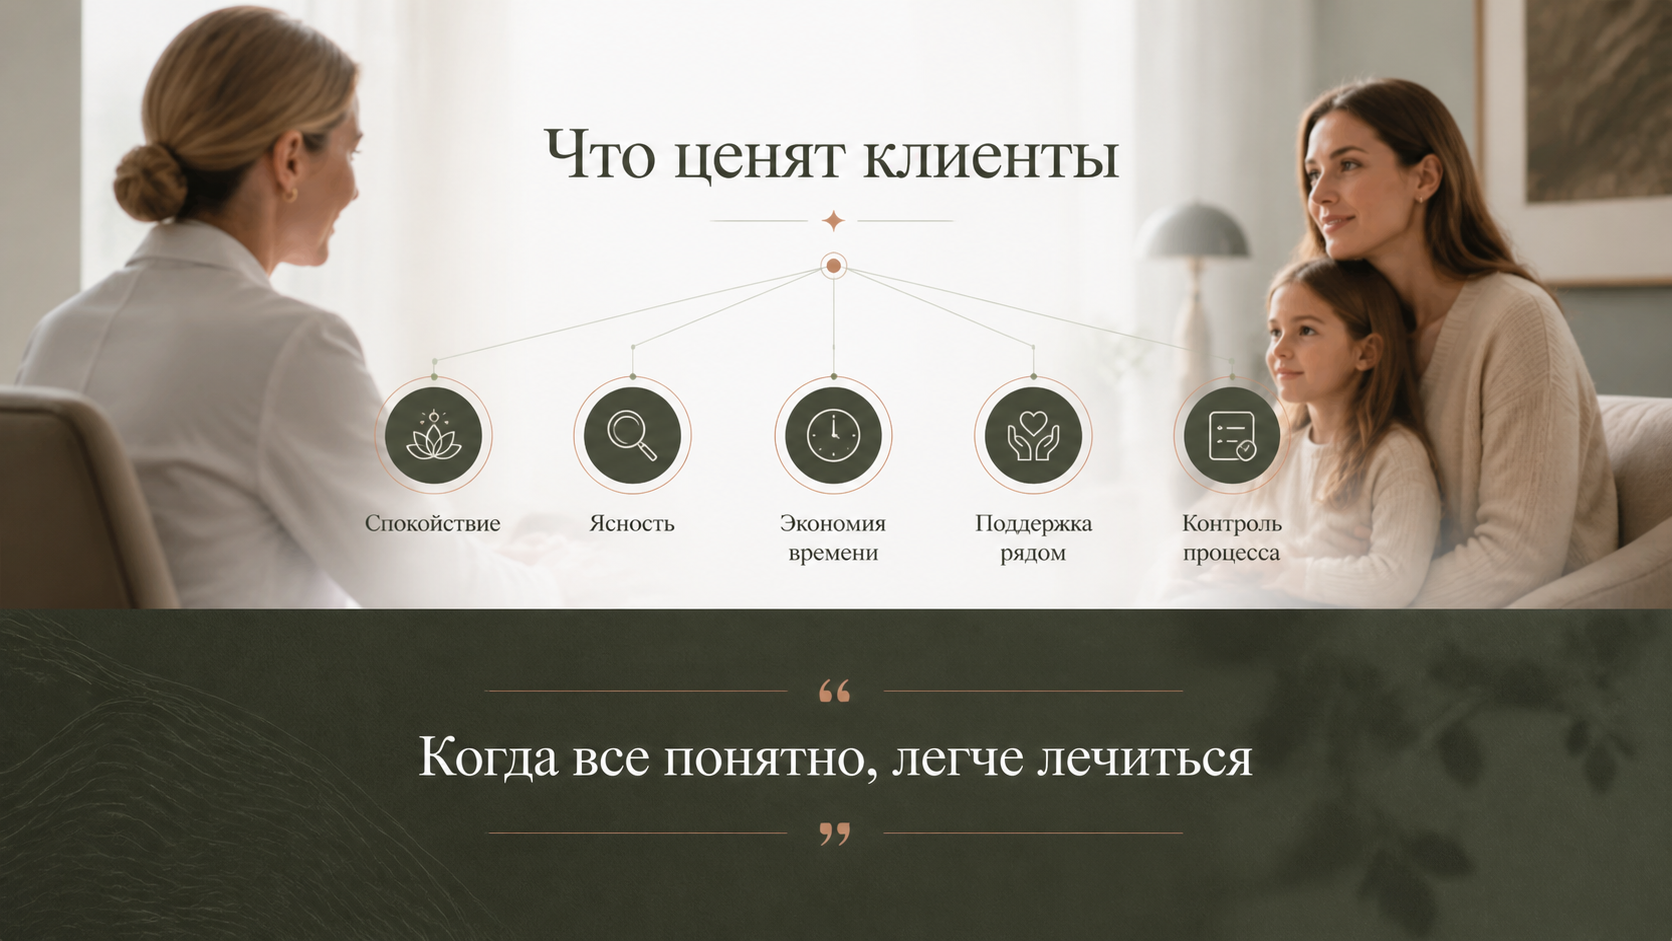 Что ценят клиенты
Спокойствие
Ясность
Экономия
времени
Поддержка
рядом
Контроль
процесса
“
Когда все понятно, легче лечиться
”